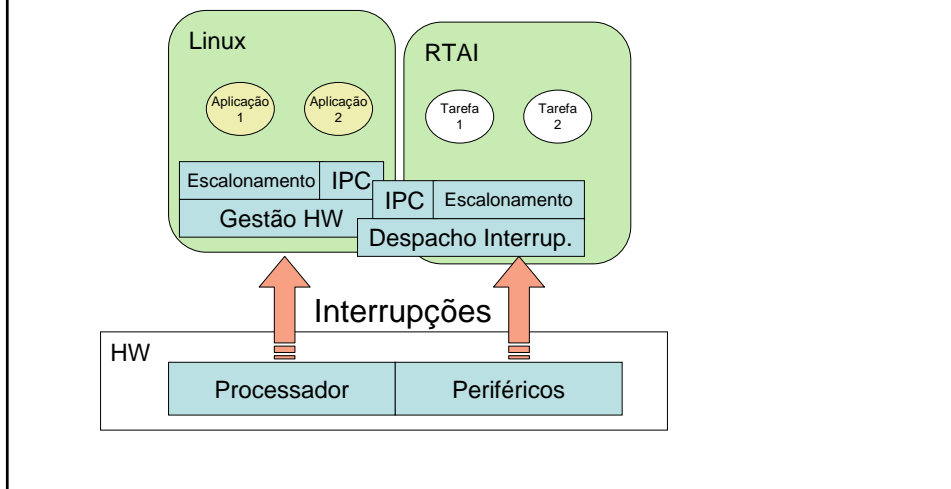 Linux
RTAI
Aplicação
1
Aplicação
2
Tarefa
1
Tarefa
2
Escalonamento
IPC
Gestão HW
IPC
Escalonamento
Despacho Interrup.
Interrupções
HW
Processador
Periféricos